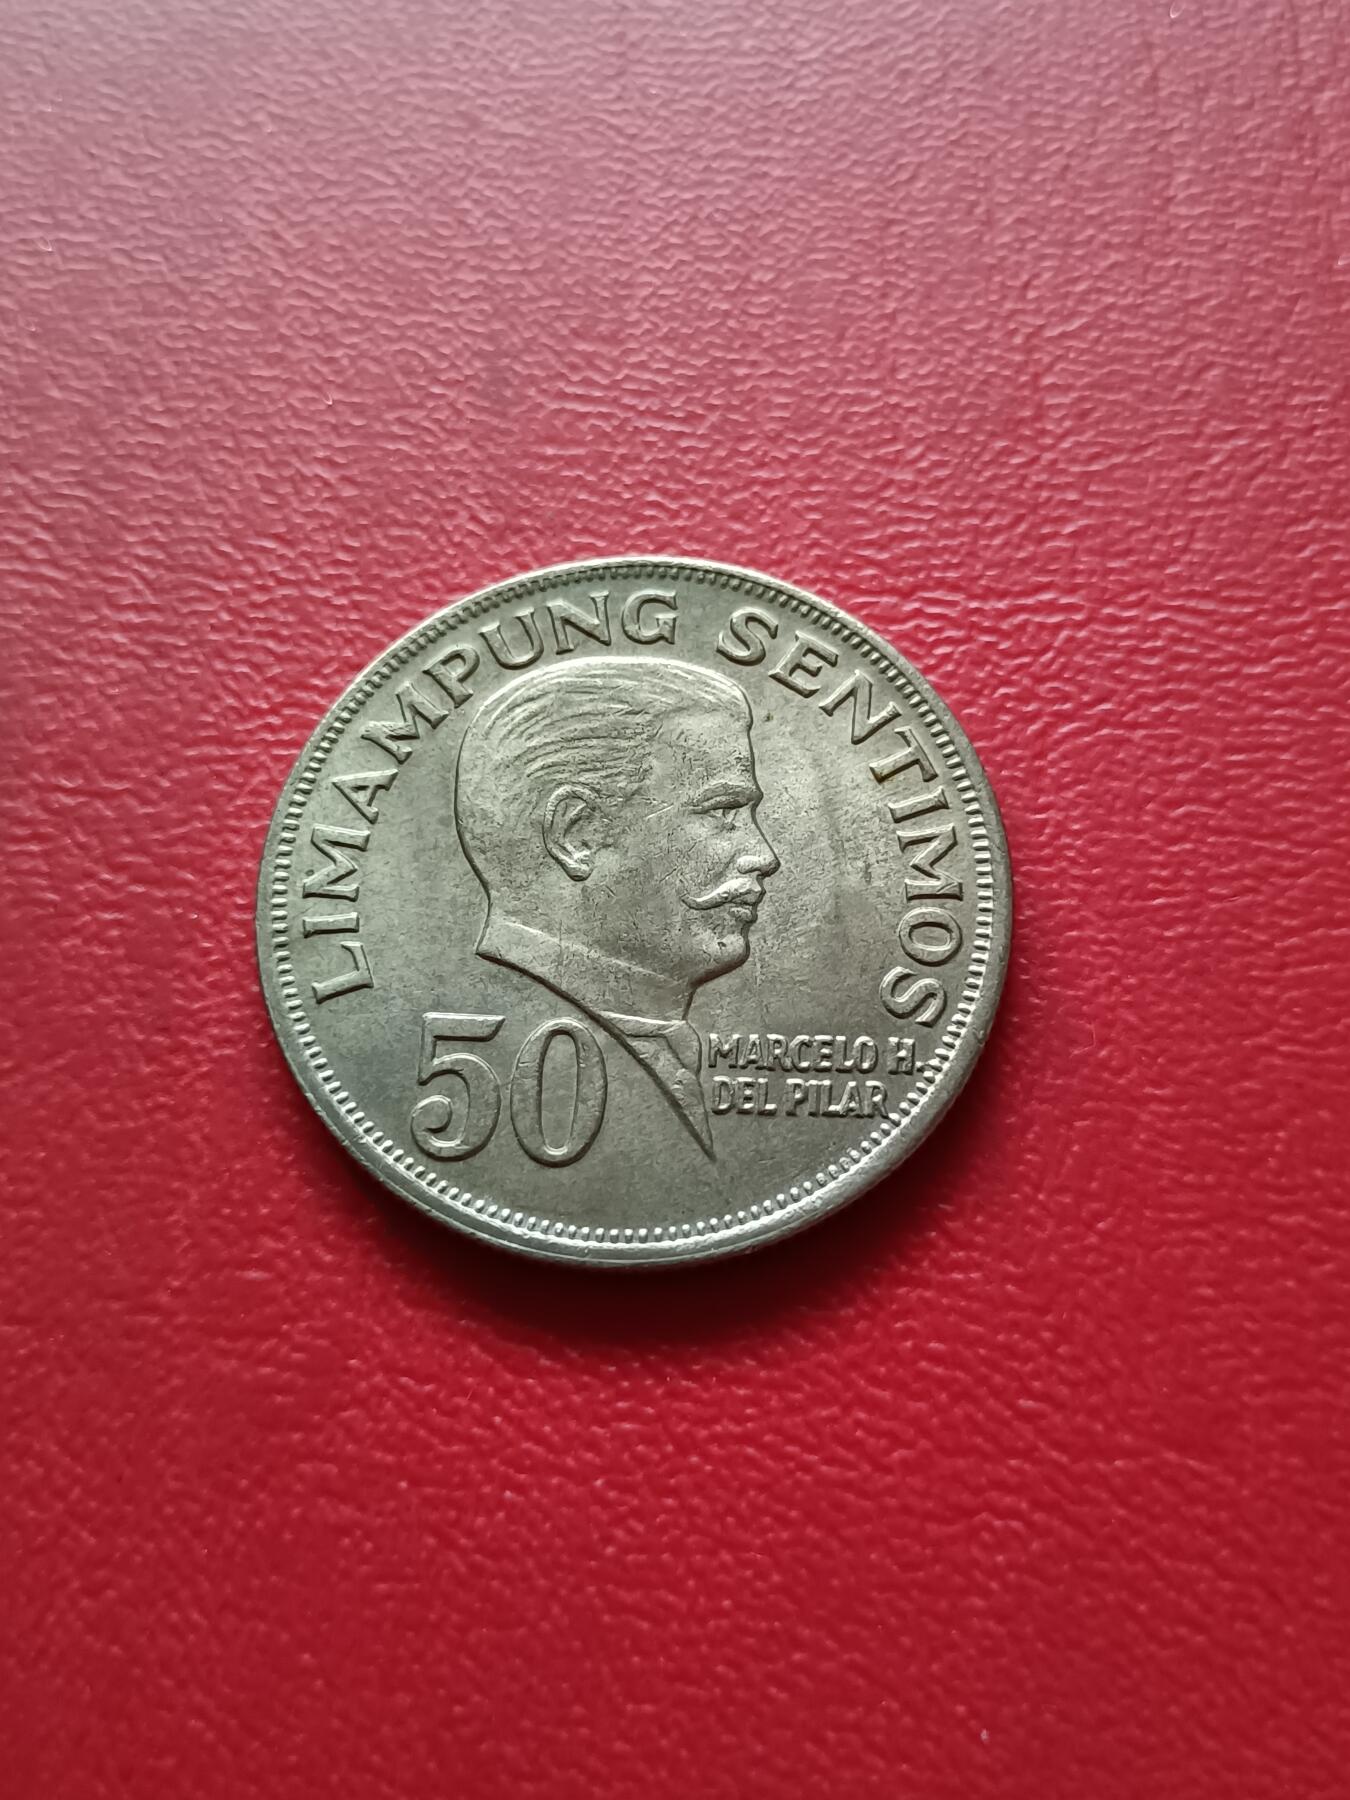 LIMAMPUNG SENTIMOS
50
MARCELO H.
DEL PILAR